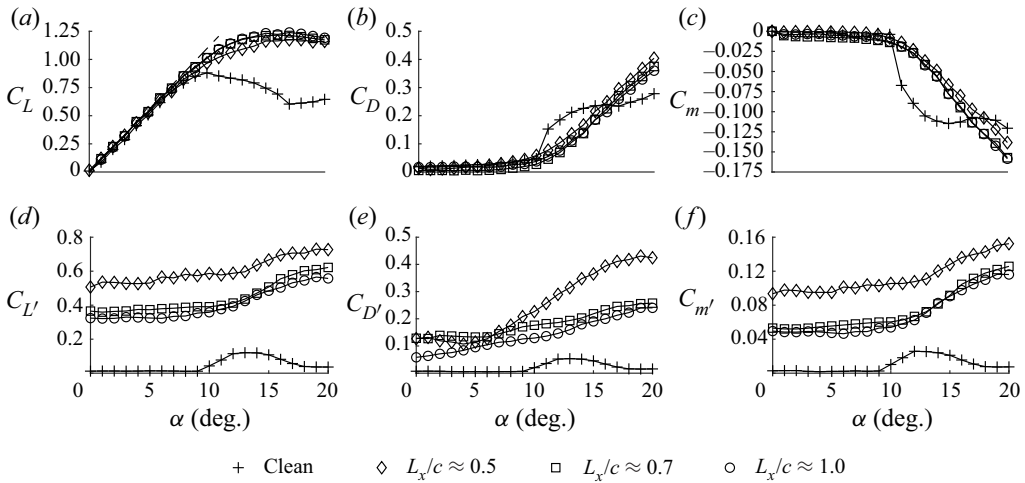 (a) (b) (c)
1.25 0.5 0
1.00 0.4 –0.025
–0.050
0.75 0.3 –0.075
C_L C_D C_m –0.100
0.50 0.2 –0.125
0.25 0.1 –0.150
0 0 –0.175
(d) (e) (f)
0.8 0.5 0.16
0.6 0.4 0.12
C_L′ 0.4 C_D′ 0.3 C_m′ 0.08
0.2 0.2 0.04
0.1
0 5 10 15 20 0 5 10 15 20 0 5 10 15 20
α (deg.) α (deg.) α (deg.)
Clean L_x/c ≈ 0.5 L_x/c ≈ 0.7 L_x/c ≈ 1.0